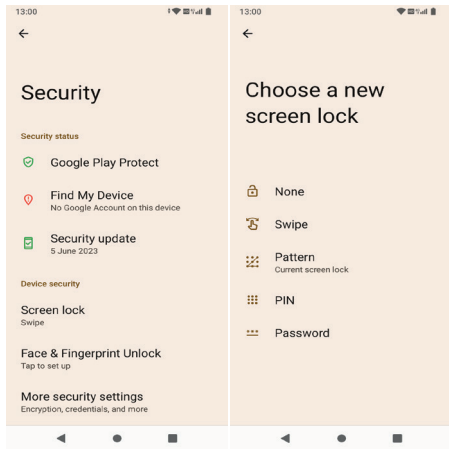 13:00
Security
Security status
Google Play Protect
Find My Device
No Google Account on this device
Security update
5 June 2023
Device security
Screen lock
Swipe
Face & Fingerprint Unlock
Tap to set up
More security settings
Encryption, credentials, and more
13:00
Choose a new
screen lock
None
Swipe
Pattern
Current screen lock
PIN
Password